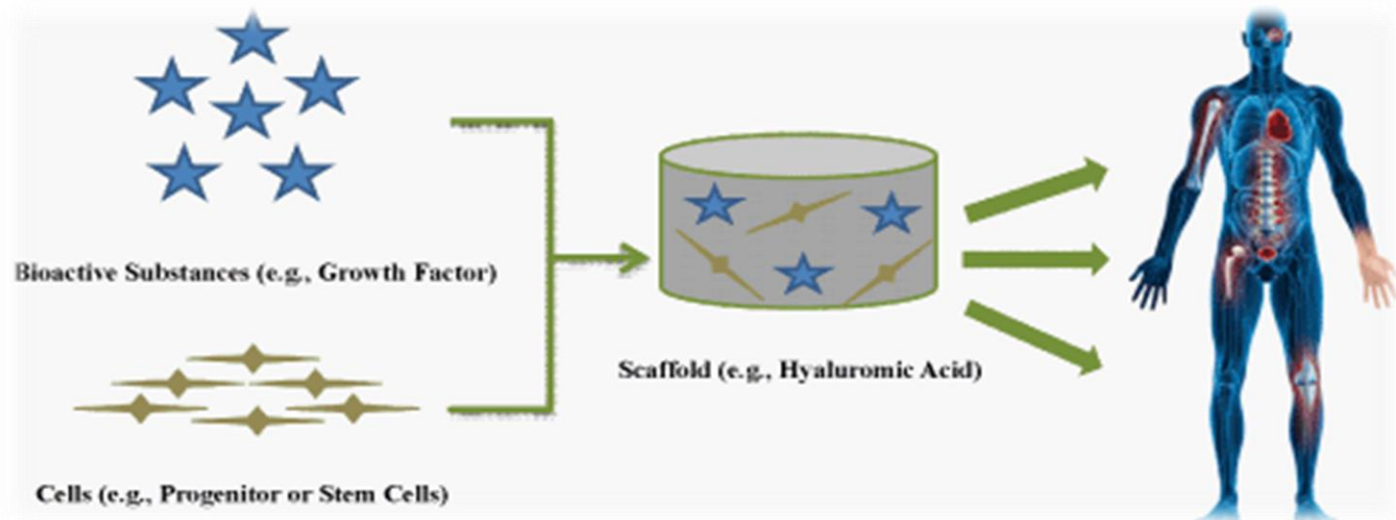 Bioactive Substances (e.g., Growth Factor)
Scaffold (e.g., Hyaluromic Acid)
Cells (e.g., Progenitor or Stem Cells)